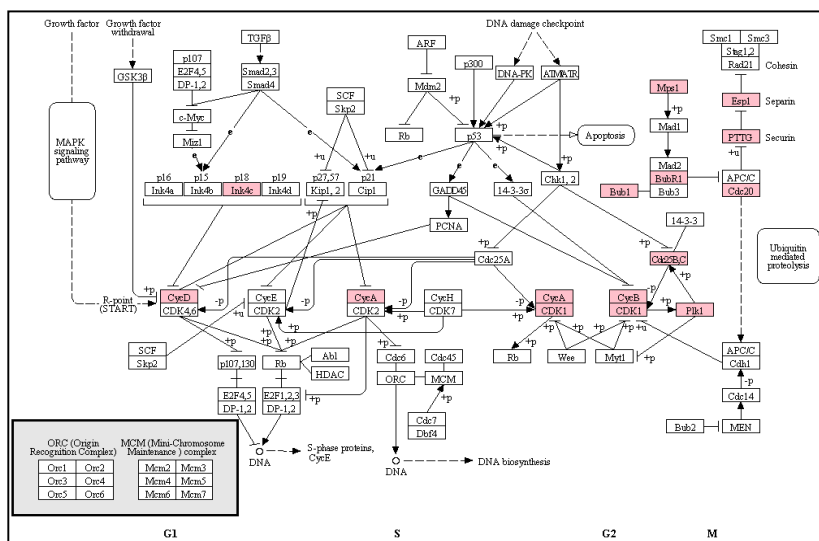 Growth factor
Growth factor
withdrawal
GSK3β
MAPK
signaling
pathway
p107
E2F4,5
DP-1,2
c-Myc
Miz1
TGFβ
Smad2,3
Smad4
SCF
Skp2
ARF
Mdm2
Rb
p300
p53
DNA damage checkpoint
DNA-PK
ATMATR
Apoptosis
Smc1
Smc3
Stag1,2
Rad21
Cohesin
Esp1
Separin
PTTG
Securin
Mps1
Mad1
Mad2
BubR1
Bub3
Bub1
APC/C
Cdc20
+p
+p
+p
+p
+p
+p
+u
+u
+u
e
e
e
e
e
p16
Ink4a
p15
Ink4b
p18
Ink4c
p19
Ink4d
p27,57
Kip1, 2
p21
Cip1
+p
GADD45
14-3-3σ
Chk1, 2
PCNA
14-3-3
+p
+p
+p
Cdc25A
Cdc25B,C
Ubiquitin
mediated
proteolysis
R-point
(START)
+p
CycD
CDK4,6
-p
+u
CycE
CDK2
-p
CycA
CDK2
-p
+p
CycH
CDK7
-p
+p
CycA
CDK1
CycB
CDK1
-p
+p
+p
+u
Plk1
SCF
Skp2
+p
+p
+p
+p
+p
+p
+p
+p
+p
+p
p107,130
Rb
Abl
HDAC
Cdc6
Cdc45
ORC
MCM
Rb
Wee
Myt1
APC/C
Cdh1
-p
Cdc14
Bub2
MEN
E2F4,5
DP-1,2
E2F1,2,3
DP-1,2
+p
+p
Cdc7
Dbf4
DNA
S-phase proteins,
CycE
DNA
DNA biosynthesis
ORC (Origin
Recognition Complex)
MCM (Mini-Chromosome
Maintenance ) complex
Orc1 Orc2
Orc3 Orc4
Orc5 Orc6
Mcm2 Mcm3
Mcm4 Mcm5
Mcm6 Mcm7
G1
S
G2
M